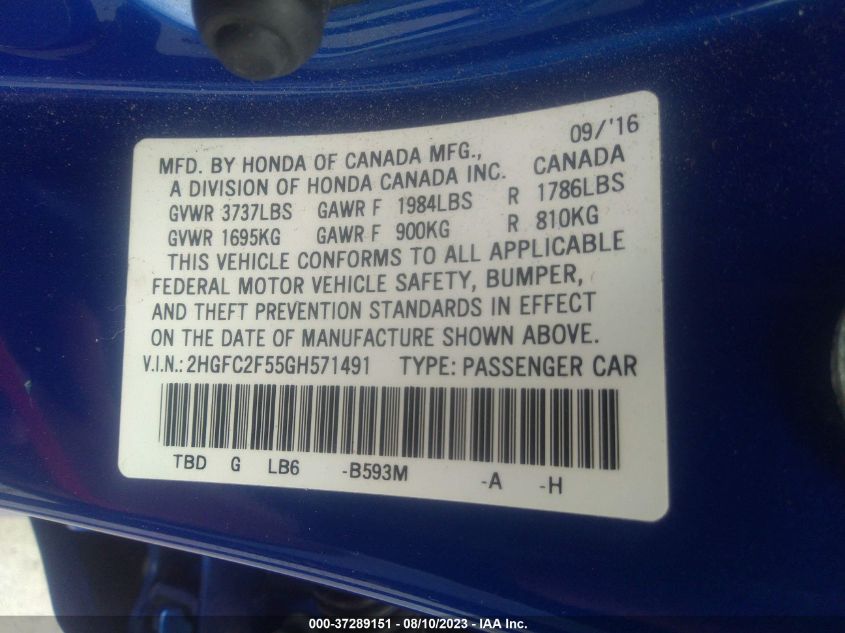 09/'16
MFD. BY HONDA OF CANADA MFG., CANADA
A DIVISION OF HONDA CANADA INC.
GVWR 3737LBS GAWR F 1984LBS R 1786LBS
GVWR 1695KG GAWR F 900KG R 810KG
THIS VEHICLE CONFORMS TO ALL APPLICABLE
FEDERAL MOTOR VEHICLE SAFETY, BUMPER,
AND THEFT PREVENTION STANDARDS IN EFFECT
ON THE DATE OF MANUFACTURE SHOWN ABOVE.
V.I.N.: 2HGFC2F55GH571491 TYPE: PASSENGER CAR
TBD G LB6 -B593M -A -H
000-37289151 - 08/10/2023 - IAA Inc.